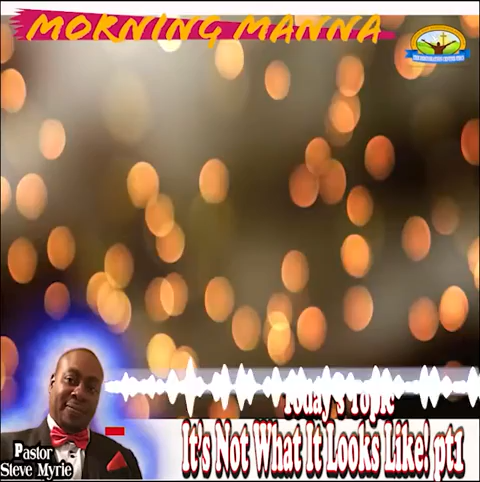 MORNING MANNA
Today's Topic
It's Not What It Looks Like! pt1
Pastor
Steve Myrie